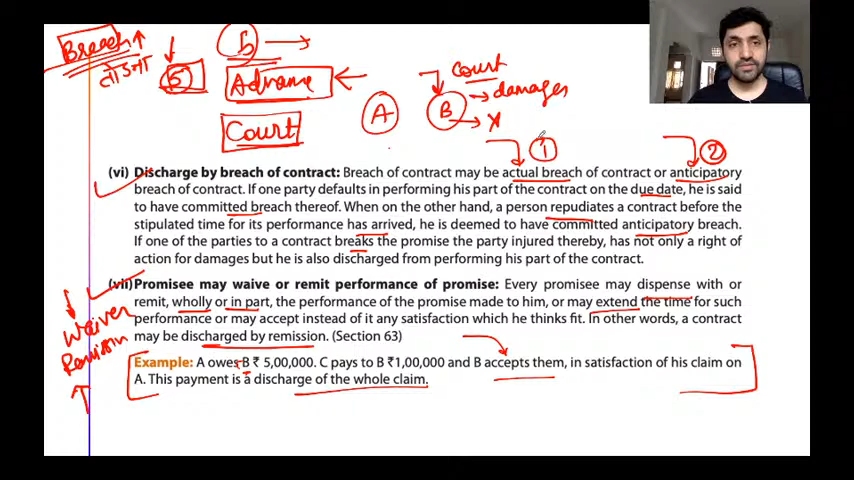 Breach
तोडना
5
5
Advance
Court
A
B
court
damages
x
1
2
(vi) Discharge by breach of contract: Breach of contract may be actual breach of contract or anticipatory
breach of contract. If one party defaults in performing his part of the contract on the due date, he is said
to have committed breach thereof. When on the other hand, a person repudiates a contract before the
stipulated time for its performance has arrived, he is deemed to have committed anticipatory breach.
If one of the parties to a contract breaks the promise the party injured thereby, has not only a right of
action for damages but he is also discharged from performing his part of the contract.
(vii) Promisee may waive or remit performance of promise: Every promisee may dispense with or
remit, wholly or in part, the performance of the promise made to him, or may extend the time for such
performance or may accept instead of it any satisfaction which he thinks fit. In other words, a contract
may be discharged by remission. (Section 63)
Waiver
Remission
Example: A owes B ₹ 5,00,000. C pays to B ₹1,00,000 and B accepts them, in satisfaction of his claim on
A. This payment is a discharge of the whole claim.